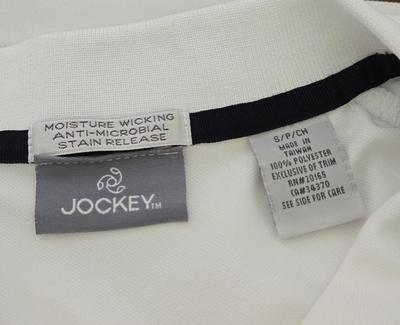 MOISTURE WICKING
ANTI-MICROBIAL
STAIN RELEASE
JOCKEY™
S/P/CH
MADE IN
TAIWAN
100% POLYESTER
EXCLUSIVE OF TRIM
RN#20165
CA#34370
SEE SIDE FOR CARE